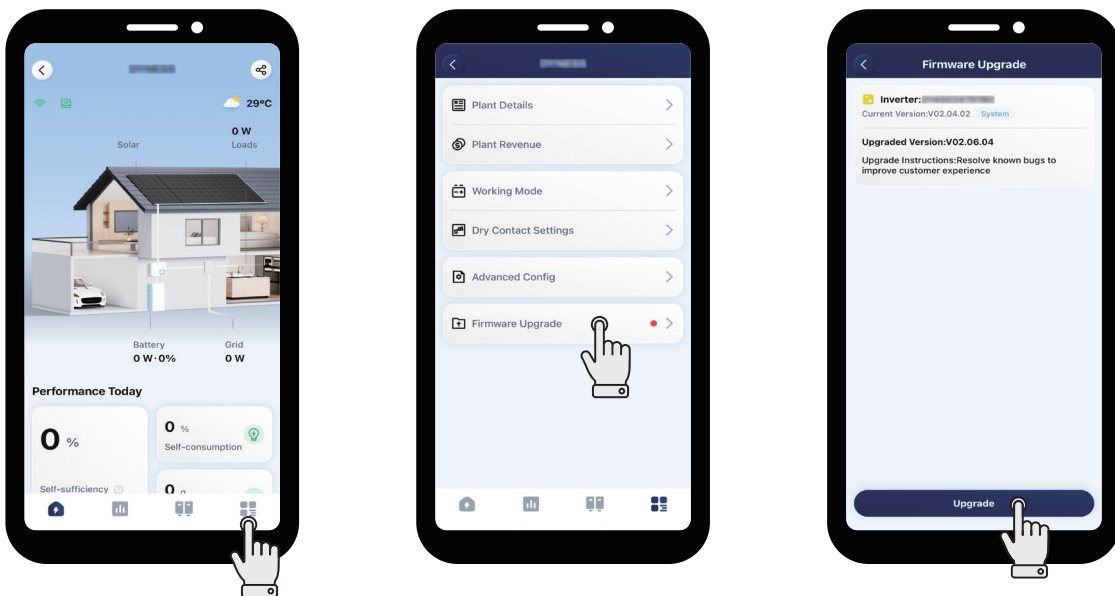 29°C
0 W
Solar
Loads
Battery
Grid
0 W·0%
0 W
Performance Today
0 %
0 %
Self-consumption
Self-sufficiency
0
Plant Details
Plant Revenue
Working Mode
Dry Contact Settings
Advanced Config
Firmware Upgrade
Firmware Upgrade
Inverter:
Current Version:V02.04.02 System
Upgraded Version:V02.06.04
Upgrade Instructions:Resolve known bugs to
improve customer experience
Upgrade